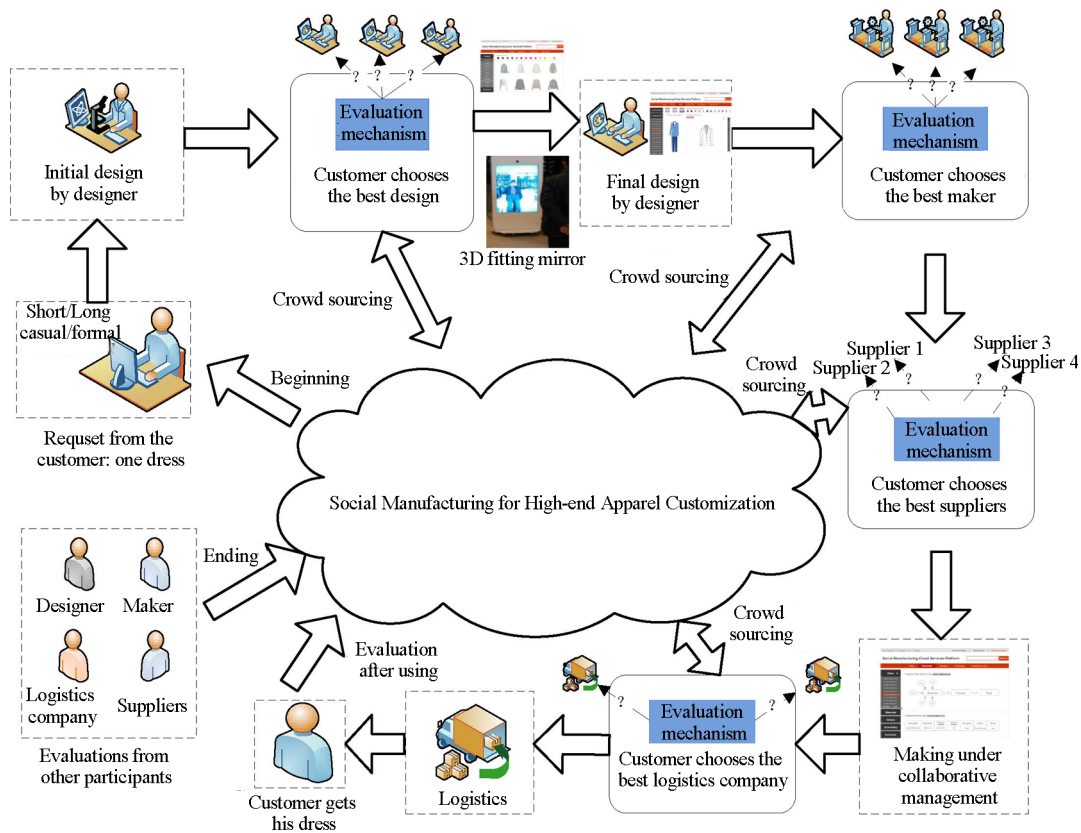 Initial design
by designer
?
?
?
Evaluation
mechanism
Customer chooses
the best design
3D fitting mirror
Final design
by designer
?
?
?
Evaluation
mechanism
Customer chooses
the best maker
Short/Long
casual/formal
Requset from the
customer: one dress
Beginning
Crowd sourcing
Crowd sourcing
Crowd
sourcing
Supplier 1
Supplier 2
Supplier 3
Supplier 4
?
?
?
?
Evaluation
mechanism
Customer chooses
the best suppliers
Social Manufacturing for High-end Apparel Customization
Designer
Maker
Logistics
company
Suppliers
Evaluations from
other participants
Ending
Evaluation
after using
Customer gets
his dress
Logistics
Crowd
sourcing
?
?
Evaluation
mechanism
Customer chooses the
best logistics company
Social Manufacturing Cloud Services Platform
Making under
collaborative
management